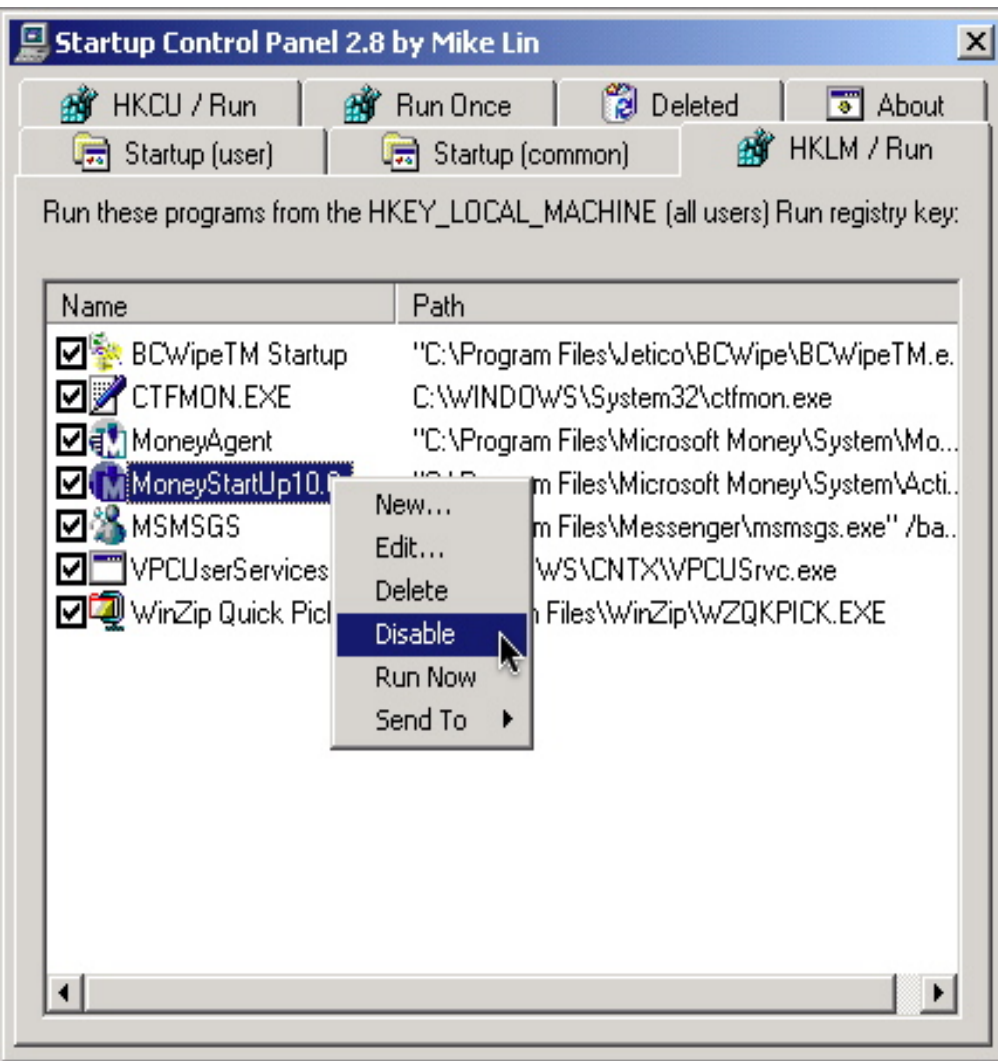 Startup Control Panel 2.8 by Mike Lin
HKCU / Run Run Once Deleted About
Startup (user) Startup (common) HKLM / Run
Run these programs from the HKEY_LOCAL_MACHINE (all users) Run registry key:
Name Path
BCWipeTM Startup "C:\Program Files\Jetico\BCWipe\BCWipeTM.e.
CTFMON.EXE C:\WINDOWS\System32\ctfmon.exe
MoneyAgent "C:\Program Files\Microsoft Money\System\Mo...
MoneyStartUp10. m Files\Microsoft Money\System\Acti..
New...
MSMSGS m Files\Messenger\msmsgs.exe" /ba..
Edit...
VPCUserServices WS\CNTX\VPCUSrvc.exe
Delete
WinZip Quick Pic Files\WinZip\WZQKPICK.EXE
Disable
Run Now
Send To